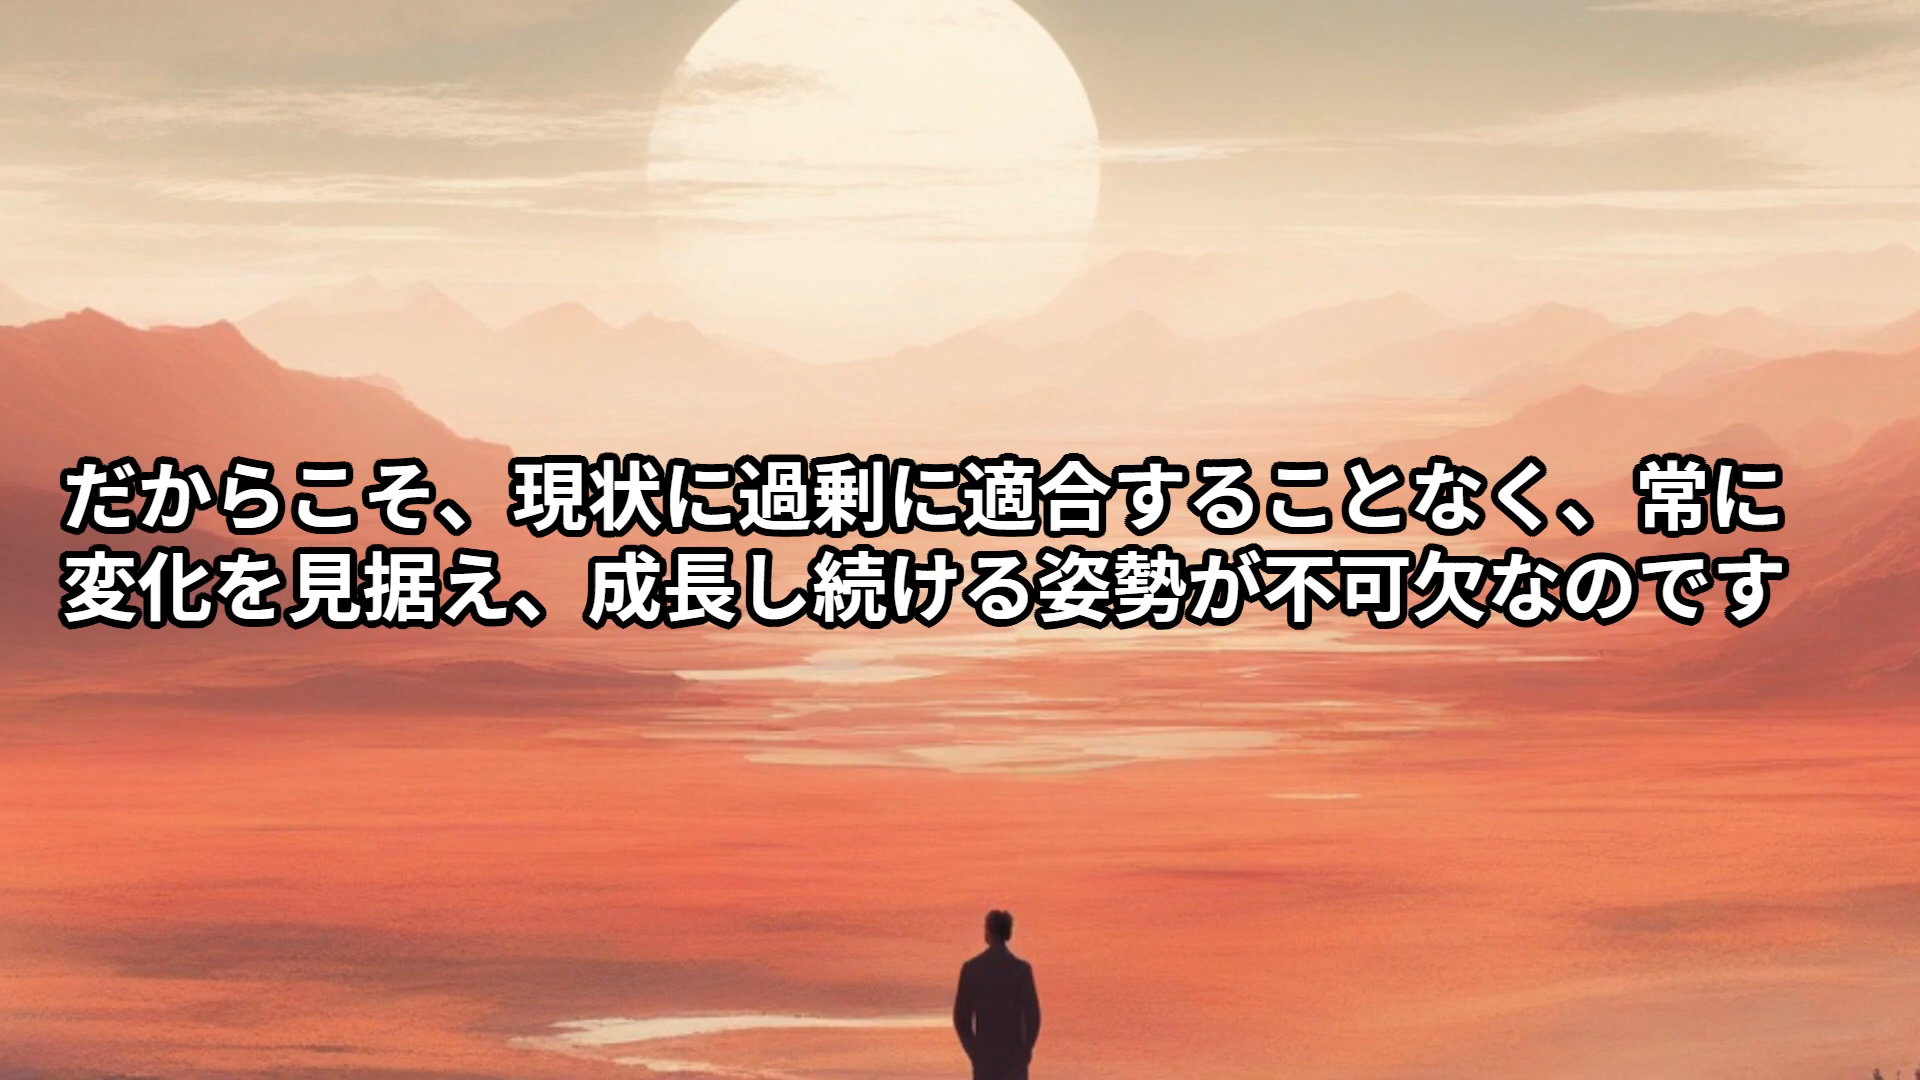 だからこそ、現状に過剰に適合することなく、常に
変化を見据え、成長し続ける姿勢が不可欠なのです